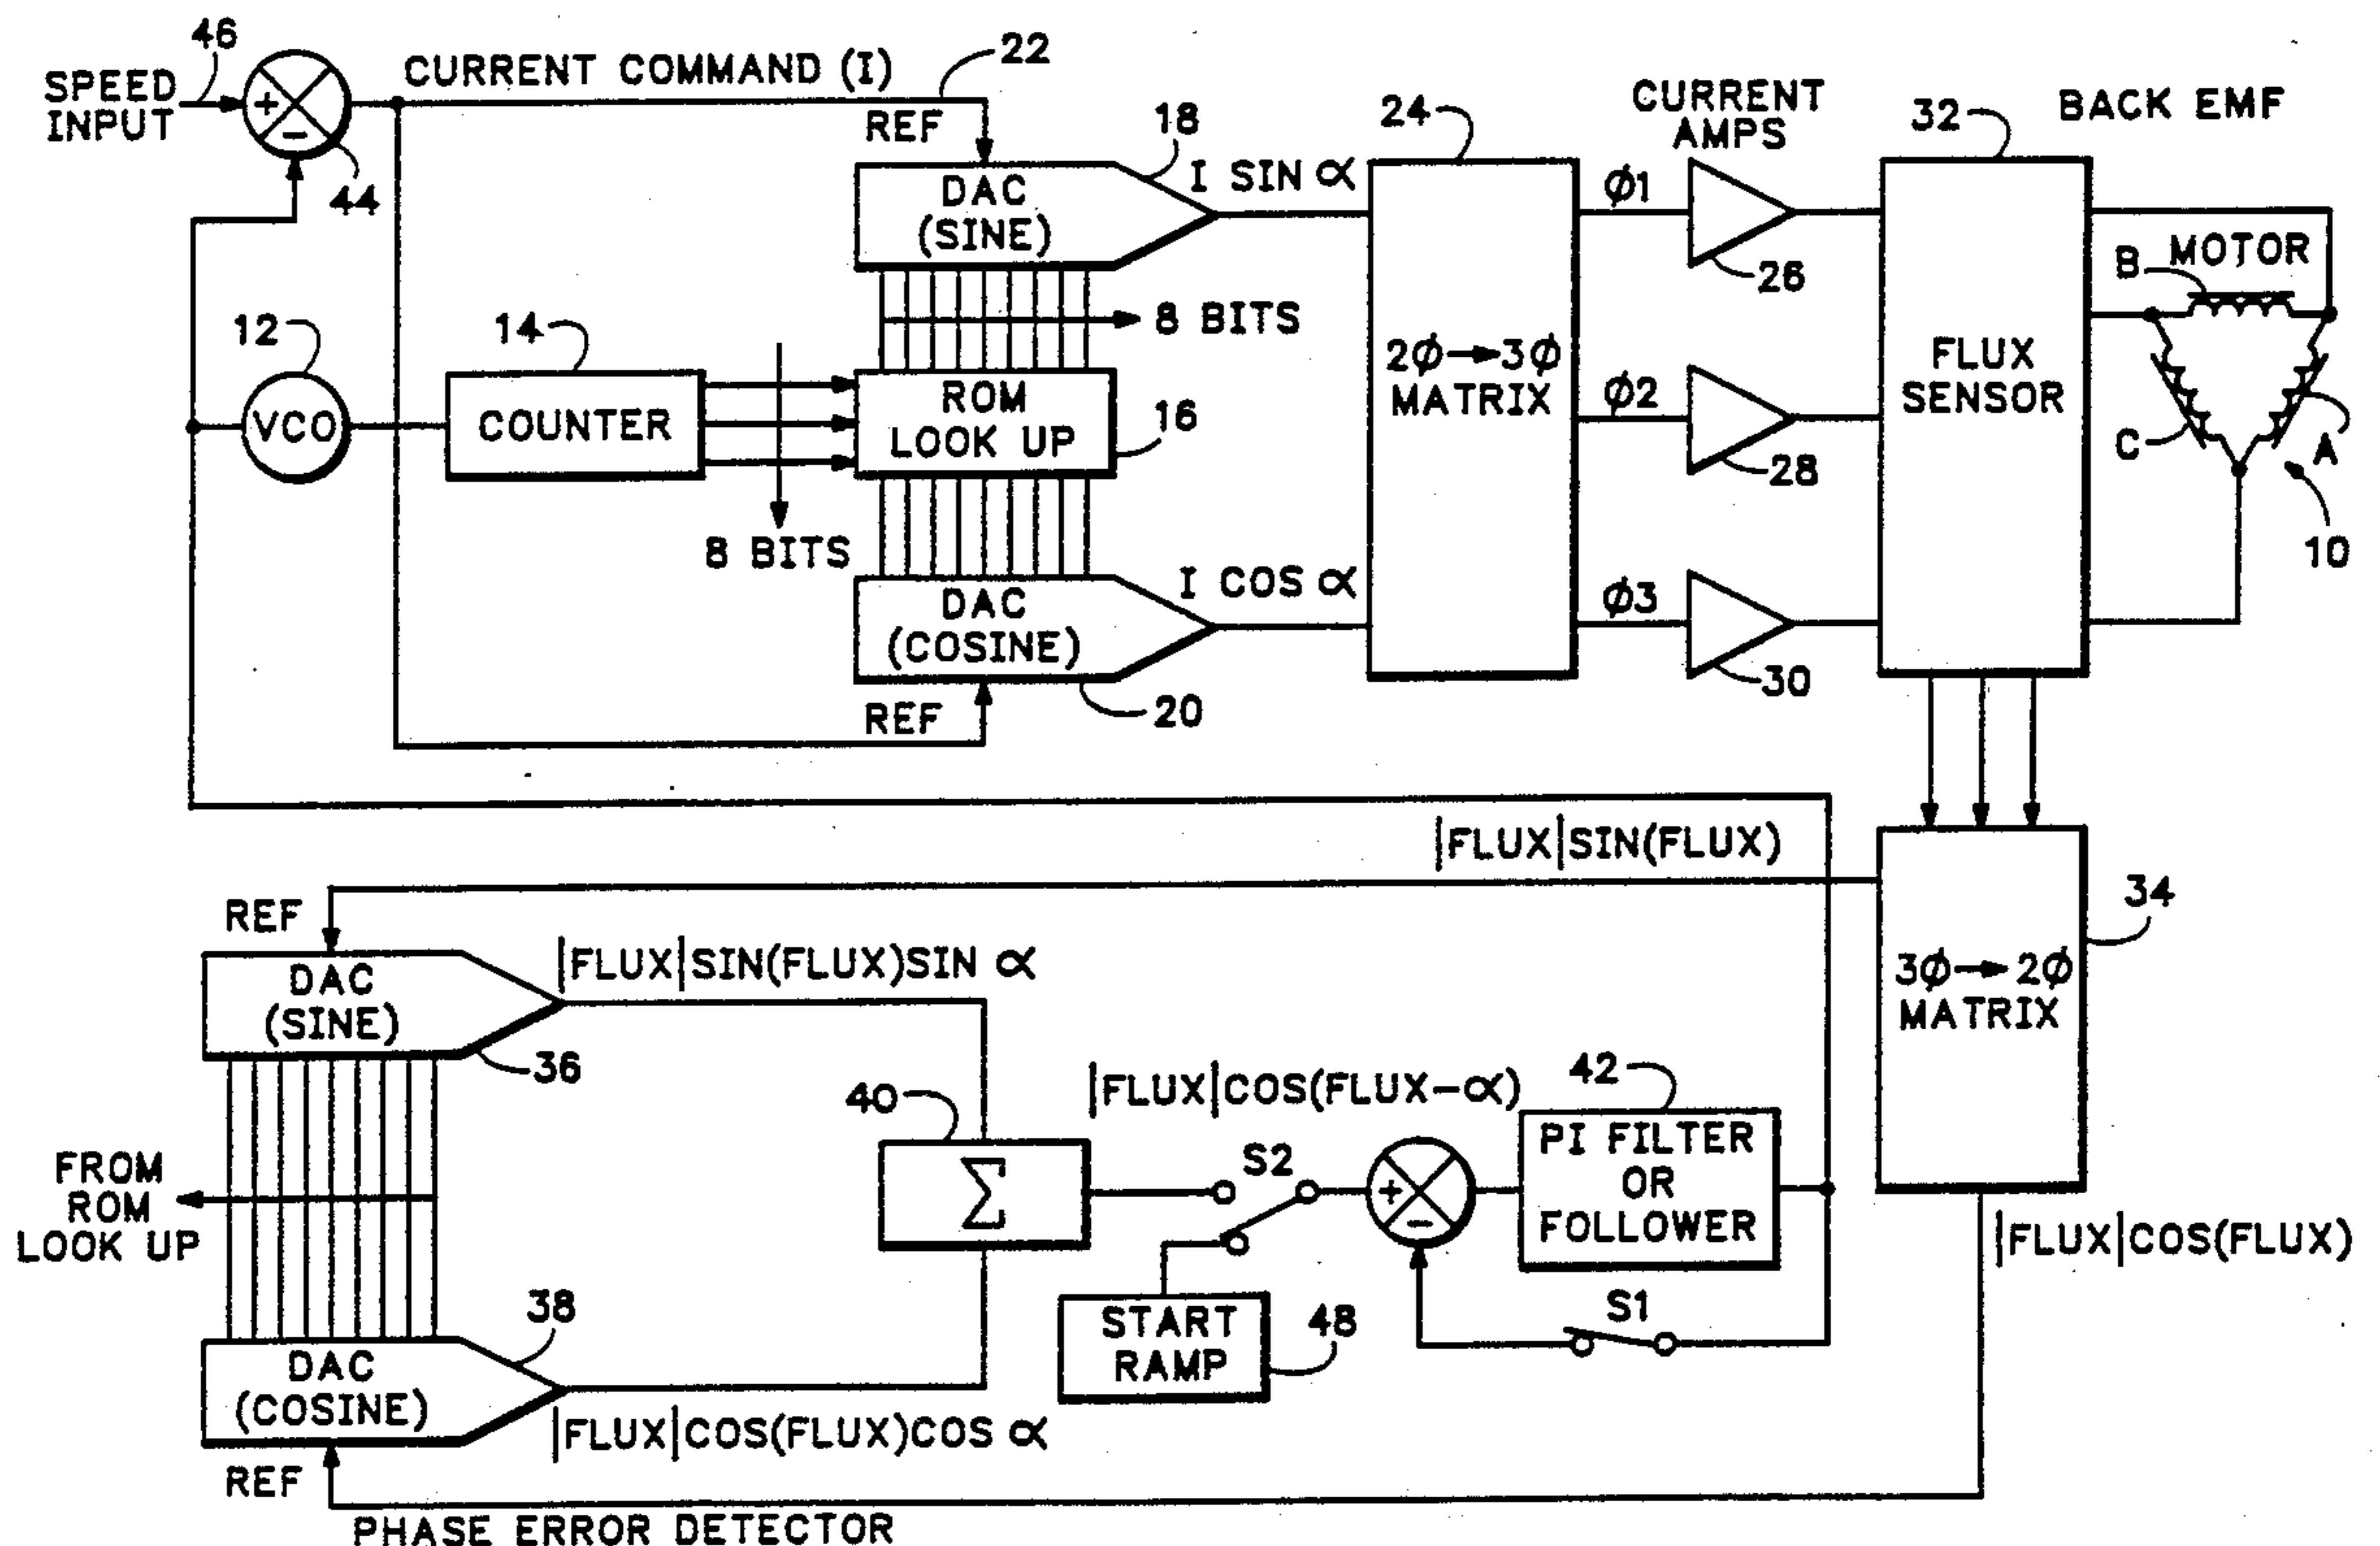 46
SPEED
INPUT
+
−
44
CURRENT COMMAND (I)
22
REF
18
DAC
(SINE)
I SIN α
24
CURRENT
AMPS
32
BACK EMF
ϕ1
26
MOTOR
B
8 BITS
12
VCO
14
COUNTER
8 BITS
ROM
LOOK UP
16
2ϕ→3ϕ
MATRIX
ϕ2
28
FLUX
SENSOR
C
A
10
DAC
(COSINE)
I COS α
20
REF
ϕ3
30
|FLUX|SIN(FLUX)
34
REF
DAC
(SINE)
36
|FLUX|SIN(FLUX)SIN α
3ϕ→2ϕ
MATRIX
40
Σ
|FLUX|COS(FLUX−α)
42
S2
+
−
PI FILTER
OR
FOLLOWER
FROM
ROM
LOOK UP
|FLUX|COS(FLUX)
START
RAMP
48
S1
38
DAC
(COSINE)
|FLUX|COS(FLUX)COS α
REF
PHASE ERROR DETECTOR